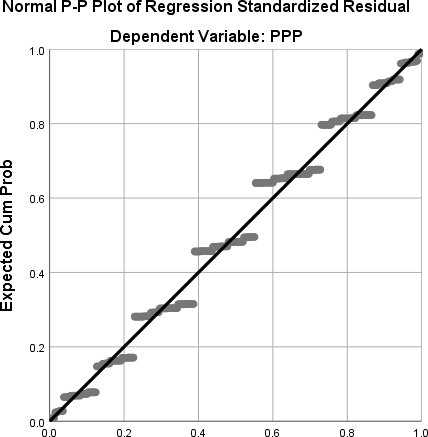 Normal P-P Plot of Regression Standardized Residual
Dependent Variable: PPP
Expected Cum Prob
1.0
0.8
0.6
0.4
0.2
0.0
0.0 0.2 0.4 0.6 0.8 1.0